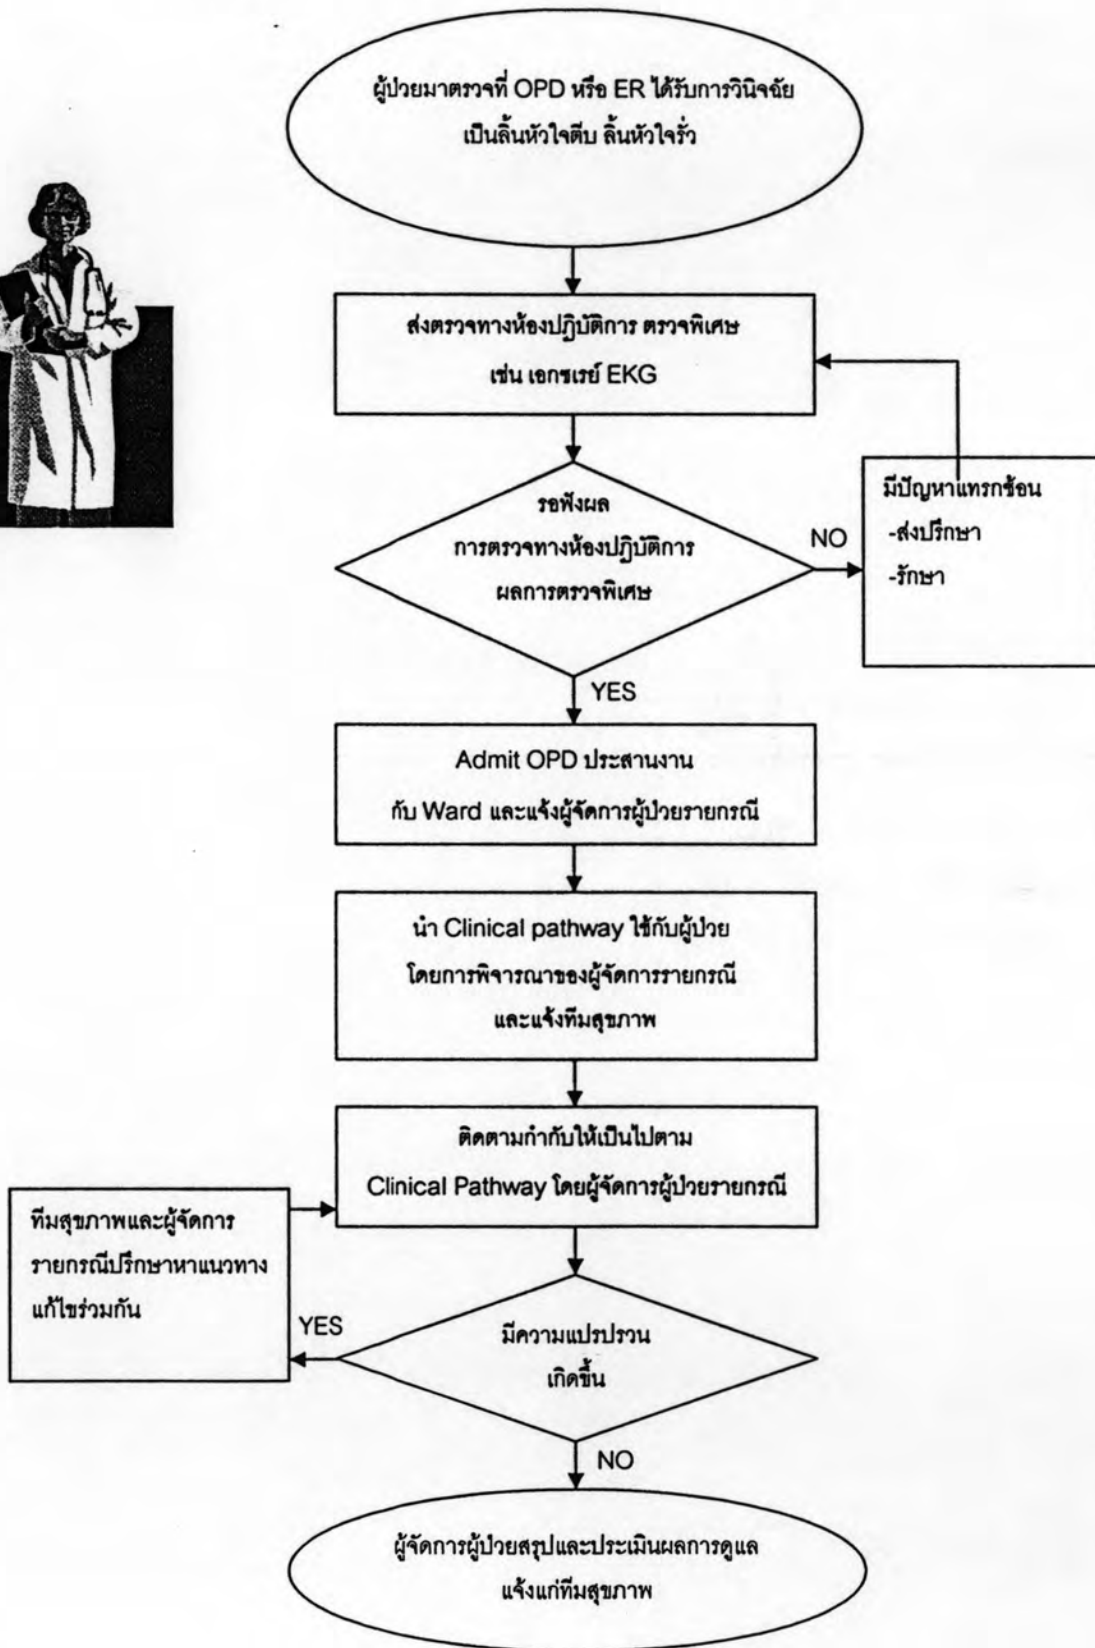 ผู้ป่วยมาตรวจที่ OPD หรือ ER ได้รับการวินิจฉัย
เป็นลิ้นหัวใจตีบ ลิ้นหัวใจรั่ว
ส่งตรวจทางห้องปฏิบัติการ ตรวจพิเศษ
เช่น เอกซเรย์ EKG
รอฟังผล
การตรวจทางห้องปฏิบัติการ
ผลการตรวจพิเศษ
NO
มีปัญหาแทรกซ้อน
-ส่งปรึกษา
-รักษา
YES
Admit OPD ประสานงาน
กับ Ward และแจ้งผู้จัดการผู้ป่วยรายกรณี
นำ Clinical pathway ใช้กับผู้ป่วย
โดยการพิจารณาของผู้จัดการรายกรณี
และแจ้งทีมสุขภาพ
ติดตามกำกับให้เป็นไปตาม
Clinical Pathway โดยผู้จัดการผู้ป่วยรายกรณี
ทีมสุขภาพและผู้จัดการ
รายกรณีปรึกษาหาแนวทาง
แก้ไขร่วมกัน
YES
มีความแปรปรวน
เกิดขึ้น
NO
ผู้จัดการผู้ป่วยสรุปและประเมินผลการดูแล
แจ้งแก่ทีมสุขภาพ